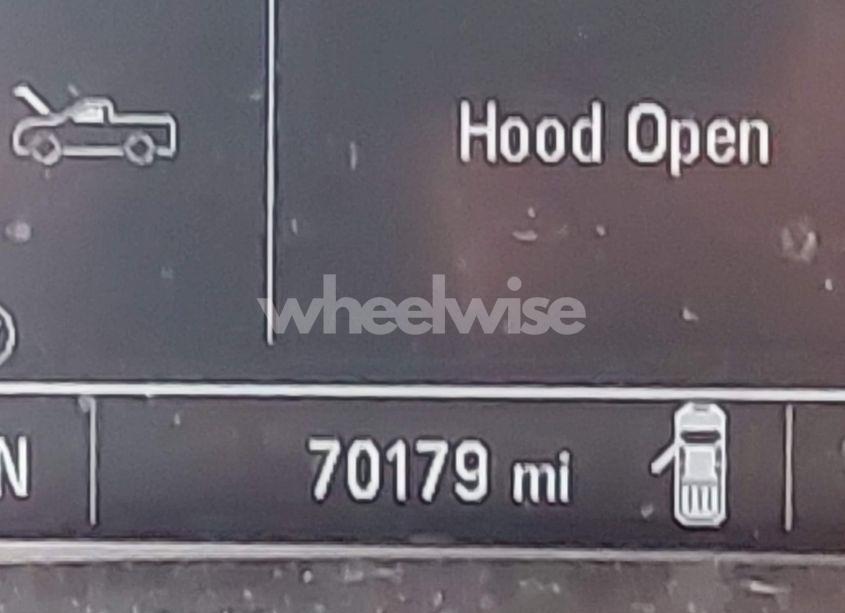 Hood Open
wheelwise
N
70179 mi